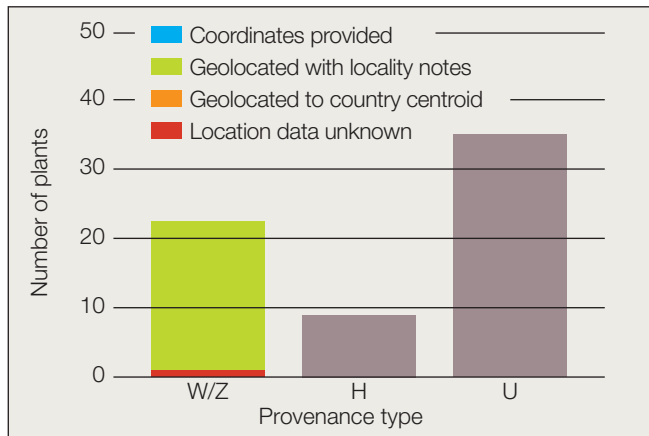 50
Coordinates provided
Geolocated with locality notes
40
Geolocated to country centroid
Location data unknown
30
20
10
0
Number of plants
W/Z H U
Provenance type